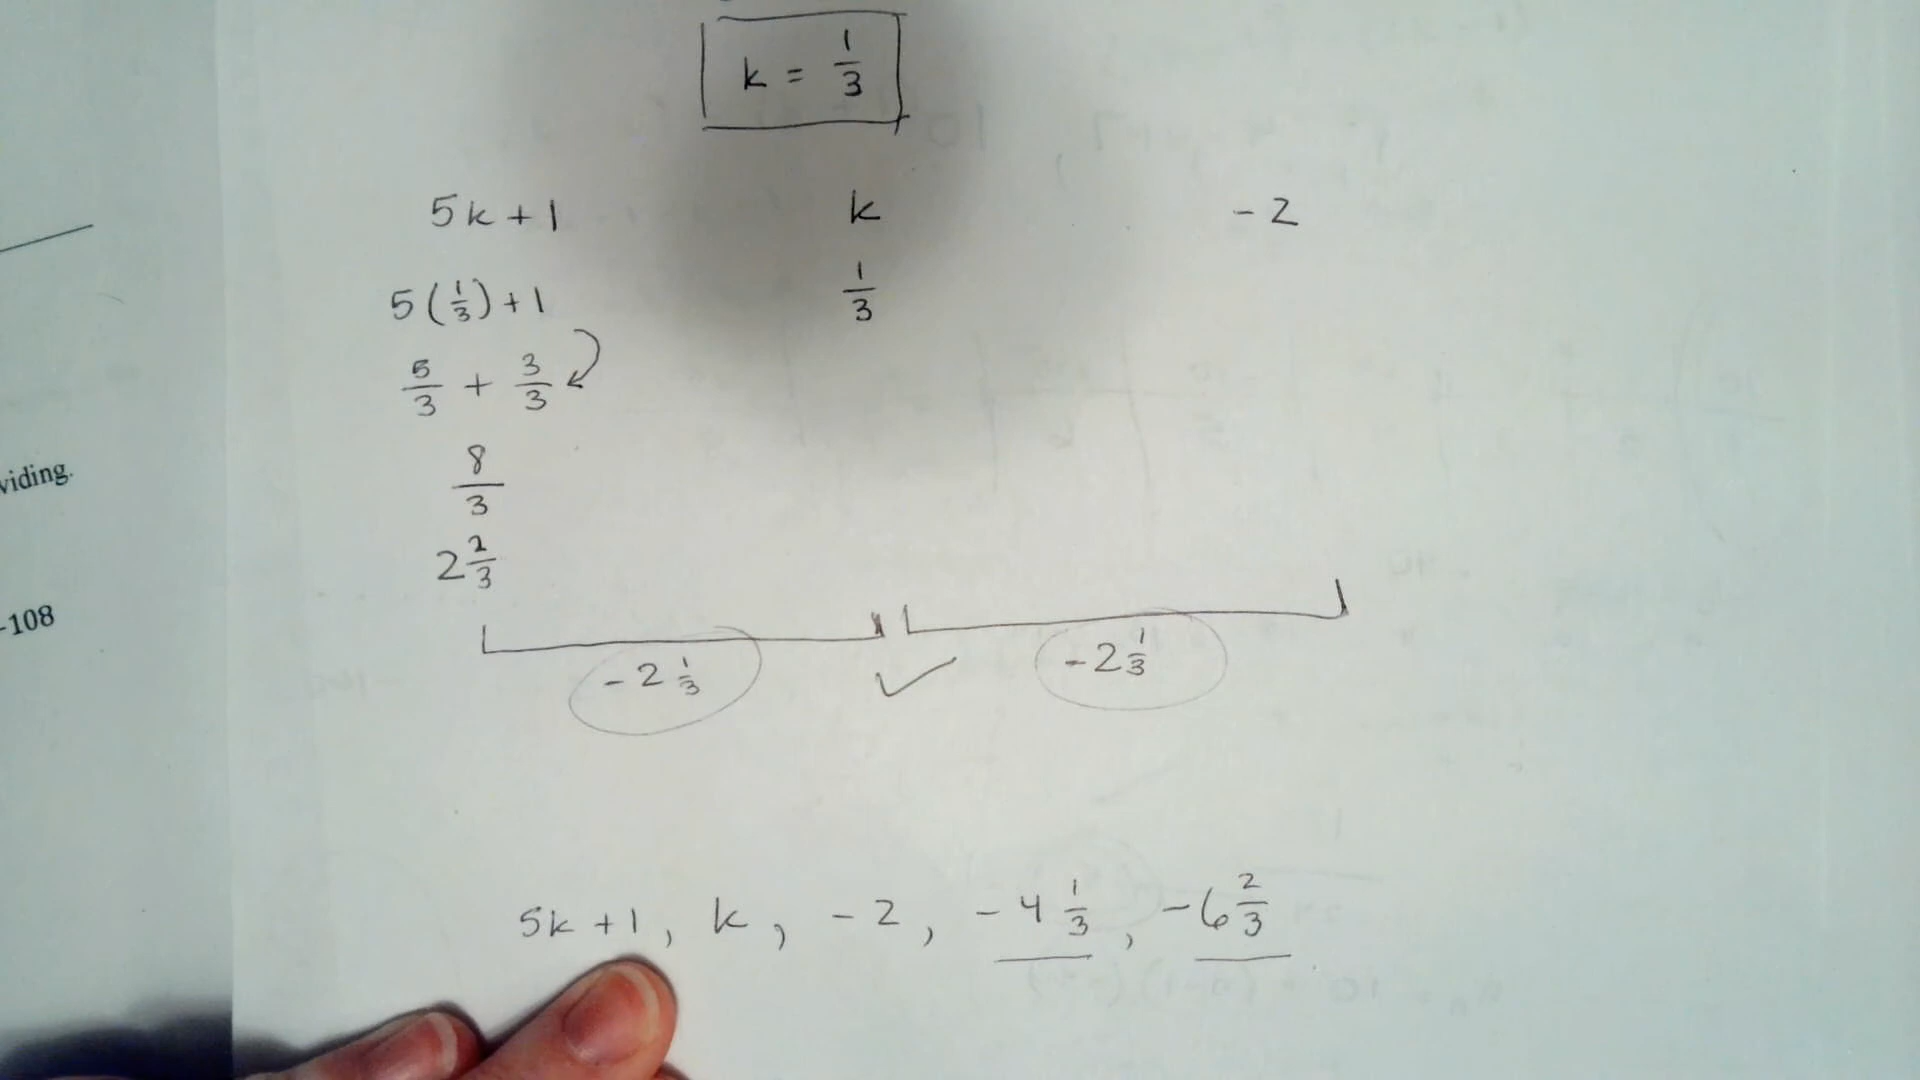 k = 1/3
5k + 1 k - 2
5(1/3) + 1 1/3
5/3 + 3/3
8/3
2 2/3
- 2 1/3 ✓ - 2 1/3
5k + 1, k, - 2, - 4 1/3, - 6 2/3
viding.
-108